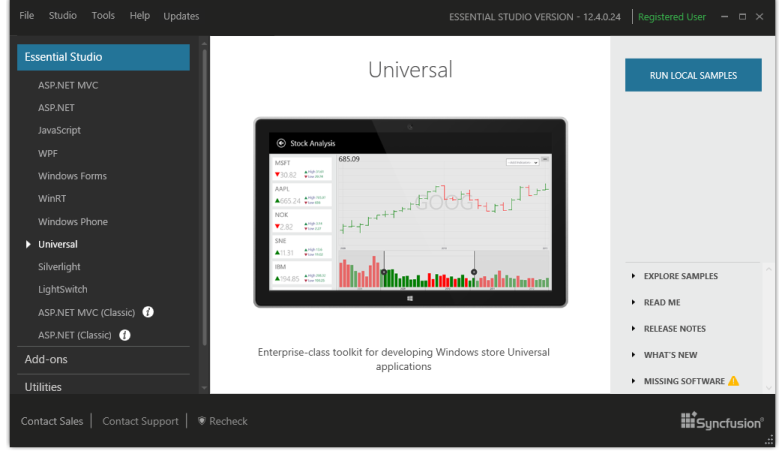 File Studio Tools Help Updates
ESSENTIAL STUDIO VERSION - 12.4.0.24 Registered User
Essential Studio
ASP.NET MVC
ASP.NET
JavaScript
WPF
Windows Forms
WinRT
Windows Phone
Universal
Silverlight
LightSwitch
ASP.NET MVC (Classic)
ASP.NET (Classic)
Add-ons
Utilities
Universal
Stock Analysis
MSFT
30.82
AAPL
665.24
NOK
2.82
SNE
11.31
IBM
194.85
685.09
GOOG
Enterprise-class toolkit for developing Windows store Universal
applications
RUN LOCAL SAMPLES
EXPLORE SAMPLES
READ ME
RELEASE NOTES
WHAT'S NEW
MISSING SOFTWARE
Contact Sales Contact Support Recheck
Syncfusion®